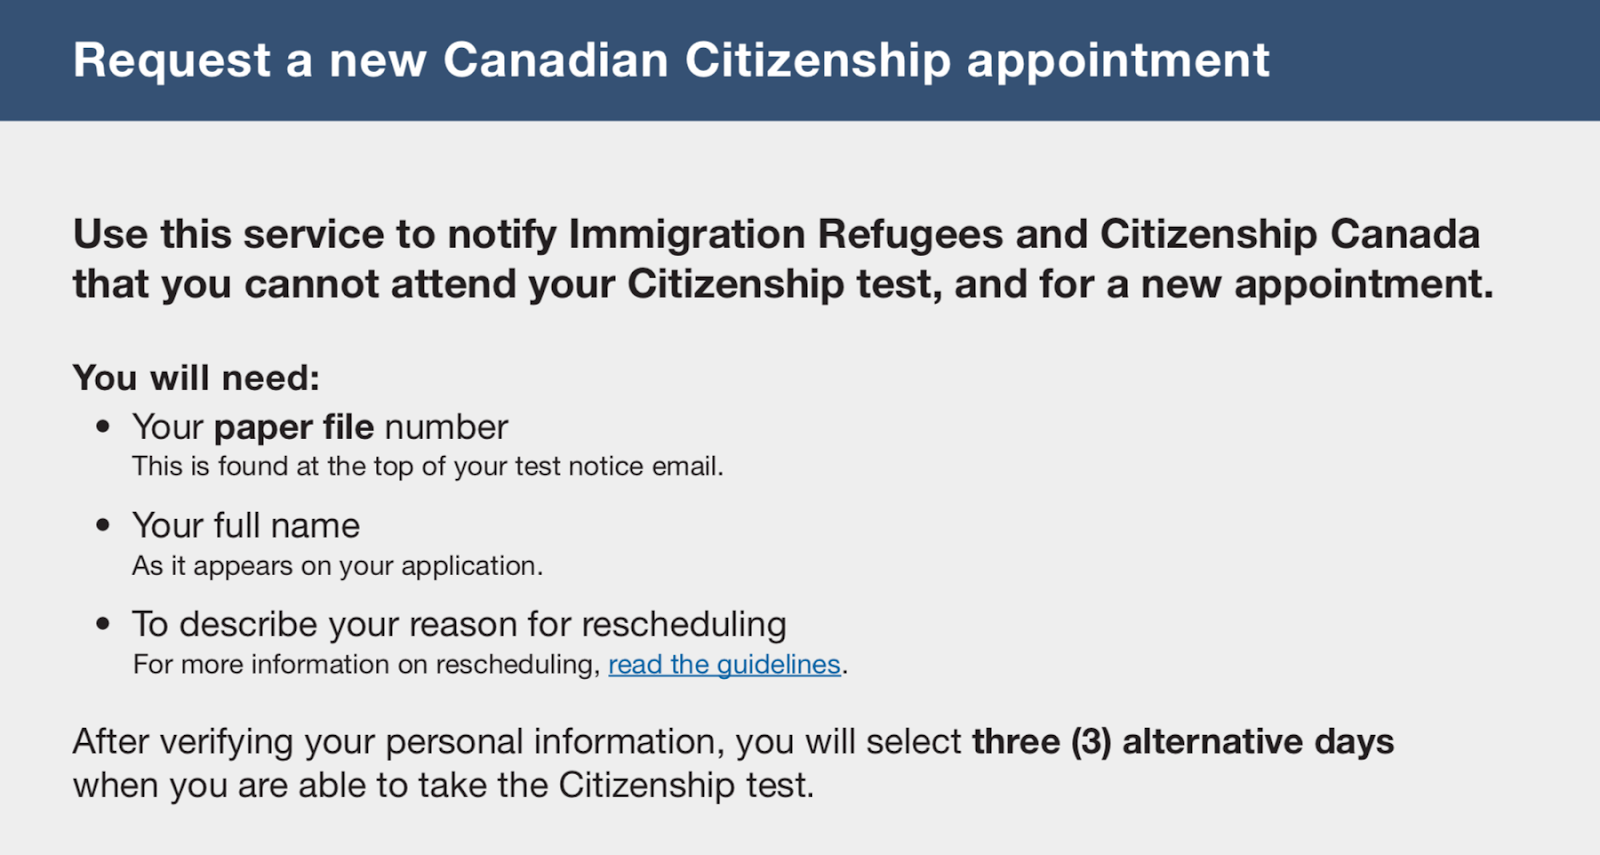 Request a new Canadian Citizenship appointment
Use this service to notify Immigration Refugees and Citizenship Canada
that you cannot attend your Citizenship test, and for a new appointment.
You will need:
• Your paper file number
This is found at the top of your test notice email.
• Your full name
As it appears on your application.
• To describe your reason for rescheduling
For more information on rescheduling, read the guidelines.
After verifying your personal information, you will select three (3) alternative days
when you are able to take the Citizenship test.